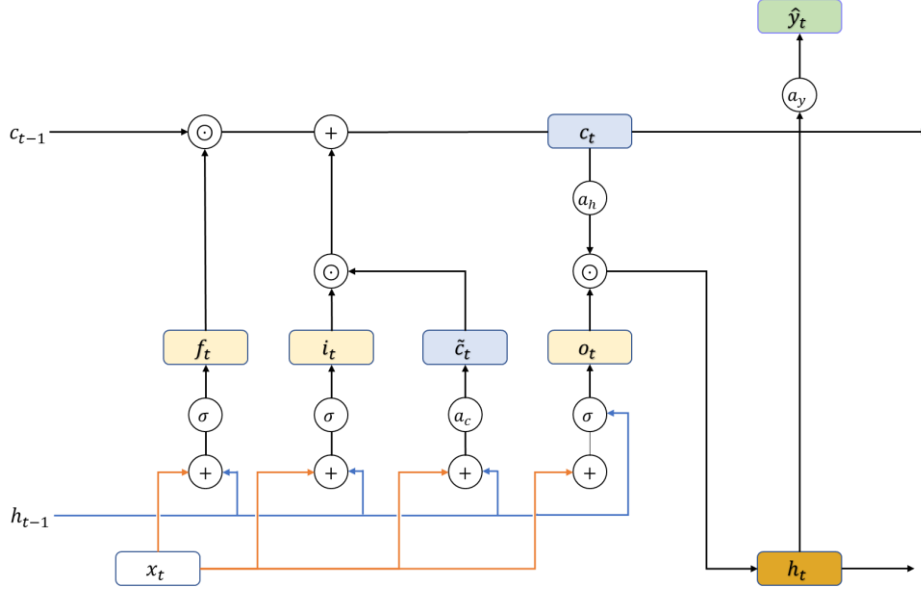 ŷ_t
a_y
c_{t-1} ⊙ + c_t
a_h
⊙ ⊙
f_t i_t c̃_t o_t
σ σ a_c σ
+ + + +
h_{t-1}
x_t h_t